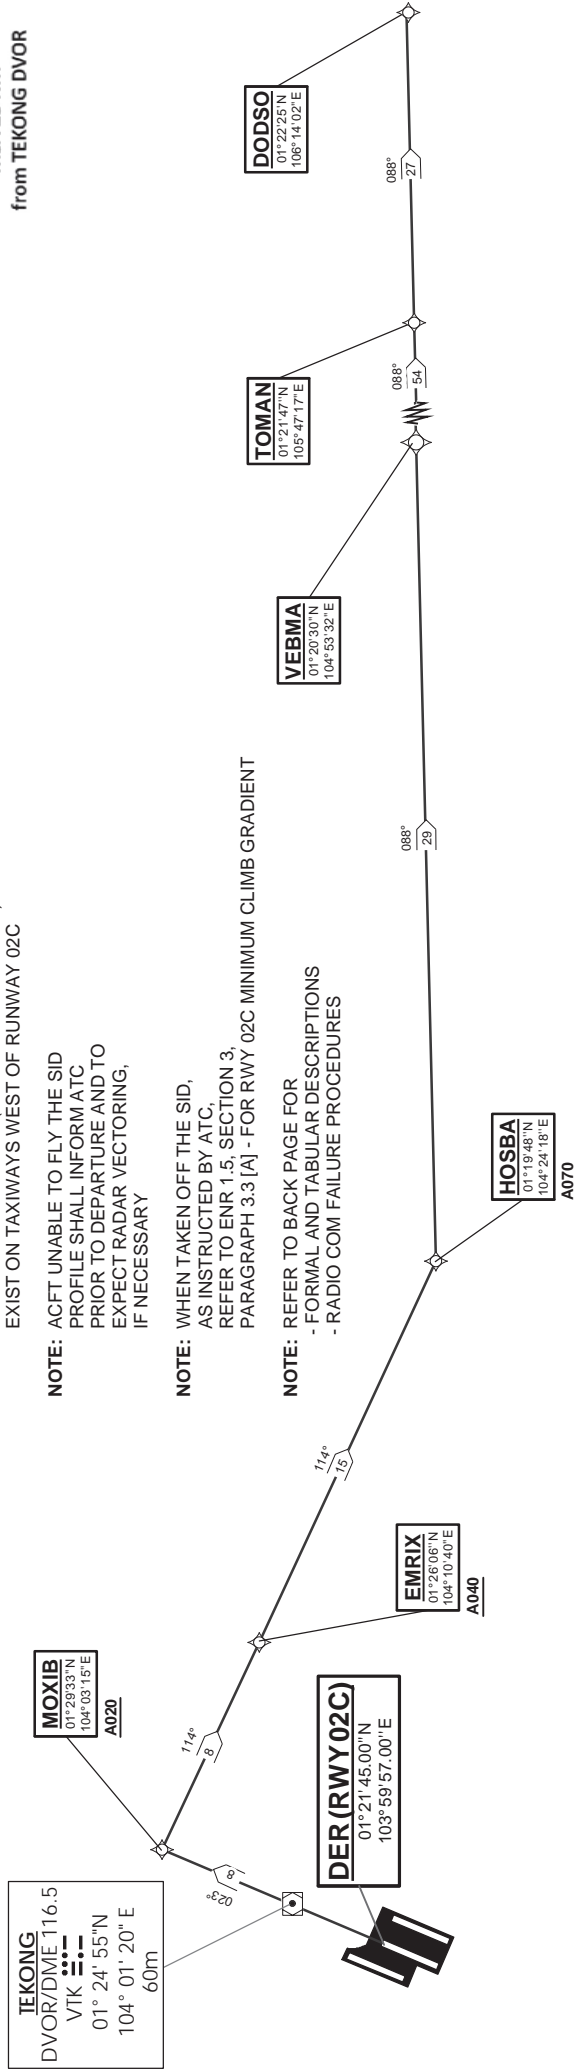 from TEKONG DVOR
EXIST ON TAXIWAYS WEST OF RUNWAY 02C
NOTE: ACFT UNABLE TO FLY THE SID
PROFILE SHALL INFORM ATC
PRIOR TO DEPARTURE AND TO
EXPECT RADAR VECTORING,
IF NECESSARY
NOTE: WHEN TAKEN OFF THE SID,
AS INSTRUCTED BY ATC,
REFER TO ENR 1.5, SECTION 3,
PARAGRAPH 3.3 [A] - FOR RWY 02C MINIMUM CLIMB GRADIENT
NOTE: REFER TO BACK PAGE FOR
- FORMAL AND TABULAR DESCRIPTIONS
- RADIO COM FAILURE PROCEDURES
TEKONG
DVOR/DME 116.5
VTK
01° 24' 55"N
104° 01' 20" E
60m
MOXIB
01°29'33"N
104°03'15"E
A020
023°
8
114°
8
DER (RWY 02C)
01°21'45.00"N
103°59'57.00"E
EMRIX
01°26'06"N
104°10'40"E
A040
114°
15
HOSBA
01°19'48"N
104°24'18"E
A070
088°
29
VEBMA
01°20'30"N
104°53'32"E
088°
54
TOMAN
01°21'47"N
105°47'17"E
088°
27
DODSO
01°22'25"N
106°14'02"E